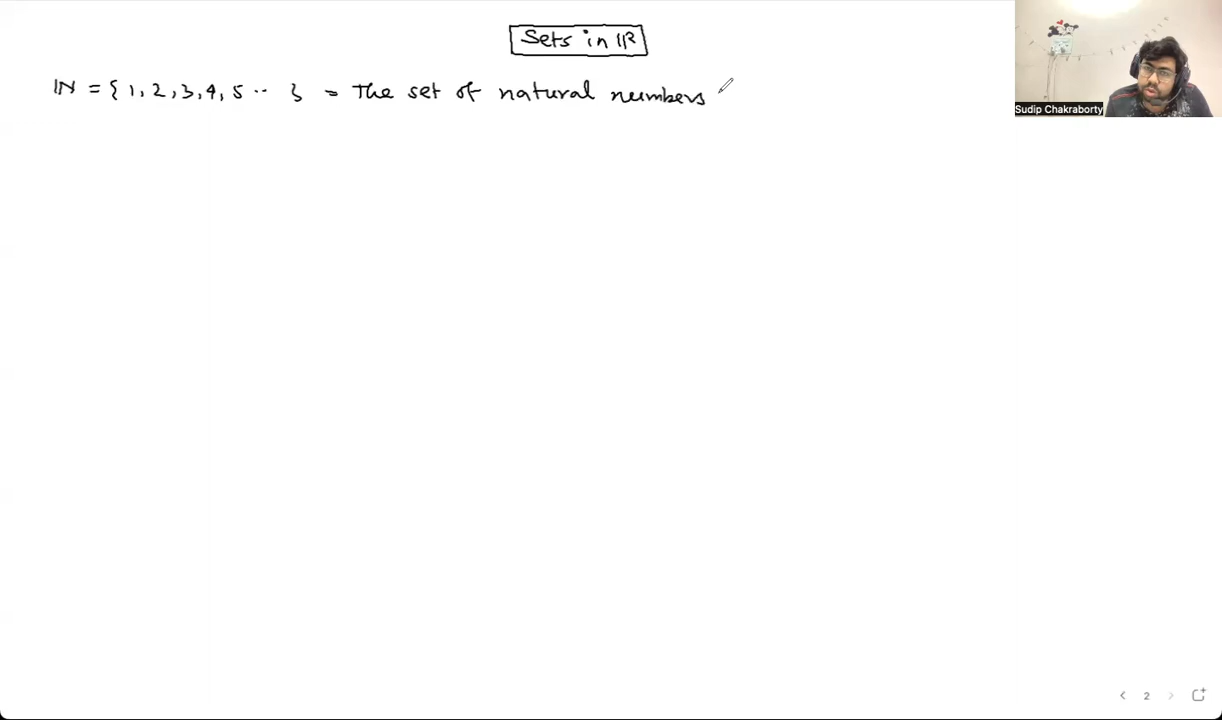 Sets in ℝ
ℕ = { 1, 2, 3, 4, 5 ·· } = The set of natural numbers
Sudip Chakraborty
2